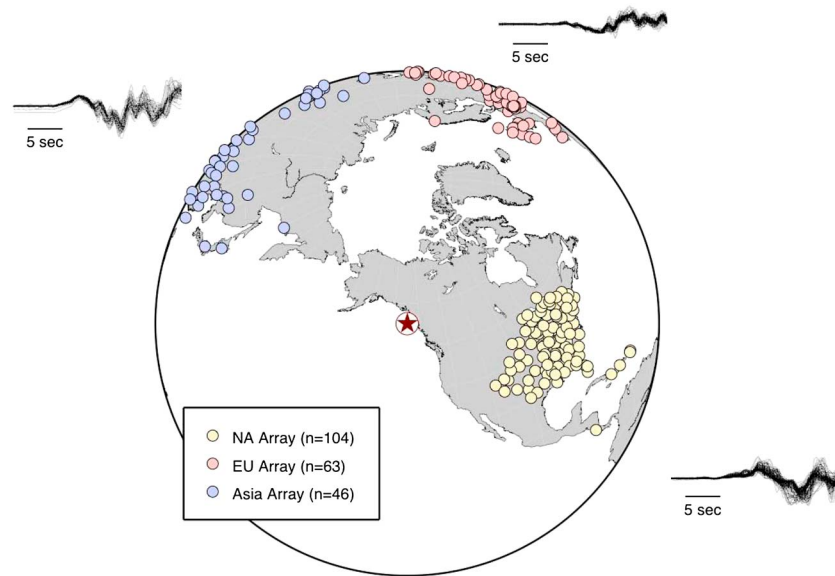 5 sec
5 sec
NA Array (n=104)
EU Array (n=63)
Asia Array (n=46)
5 sec